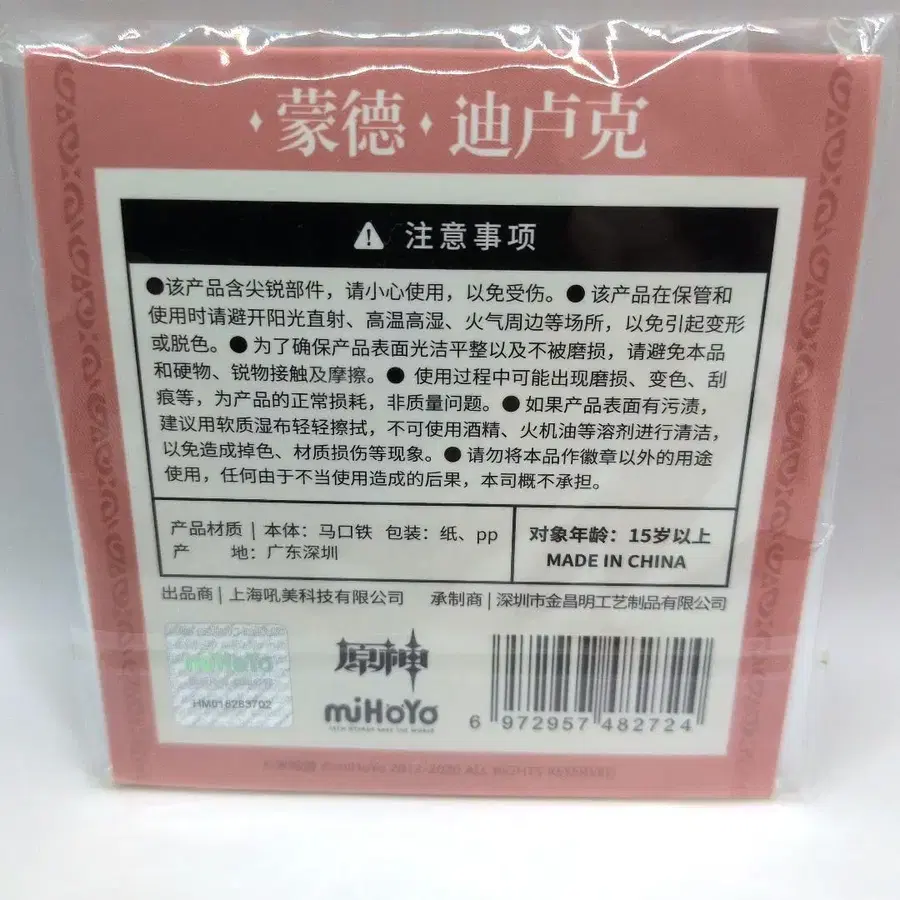 蒙德·迪卢克
注意事项
●该产品含尖锐部件，请小心使用，以免受伤。● 该产品在保管和
使用时请避开阳光直射、高温高湿、火气周边等场所，以免引起变形
或脱色。● 为了确保产品表面光洁平整以及不被磨损，请避免本品
和硬物、锐物接触及摩擦。● 使用过程中可能出现磨损、变色、刮
痕等，为产品的正常损耗，非质量问题。● 如果产品表面有污渍，
建议用软质湿布轻轻擦拭，不可使用酒精、火机油等溶剂进行清洁，
以免造成掉色、材质损伤等现象。● 请勿将本品作徽章以外的用途
使用，任何由于不当使用造成的后果，本司概不承担。
产品材质｜本体：马口铁 包装：纸、pp
产 地：广东深圳
对象年龄：15岁以上
MADE IN CHINA
出品商｜上海吼美科技有限公司 承制商｜深圳市金昌明工艺制品有限公司
miHoYo
HM018283702
原神
miHoYo
TECH OTAKUS SAVE THE WORLD
6 972957 482724
2012-2020 ALL RIGHTS RESERVED